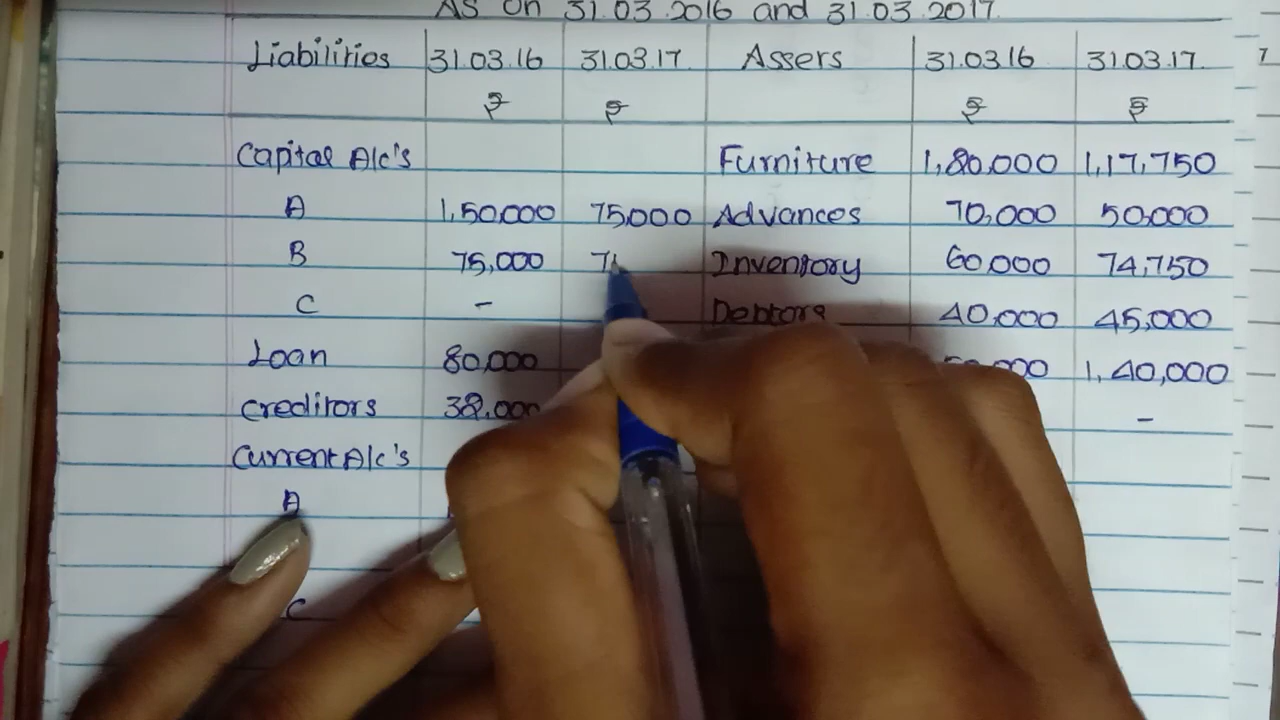 As on 31.03.2016 and 31.03.2017
Liabilities 31.03.16 31.03.17 Assers 31.03.16 31.03.17
₹ ₹ ₹ ₹
Capital A/c's Furniture 1,80,000 1,17,750
A 1,50,000 75,000 Advances 70,000 50,000
B 75,000 Inventory 60,000 74,750
C - Debtors 40,000 45,000
Loan 80,000 1,40,000
Creditors -
Current A/c's
A
C